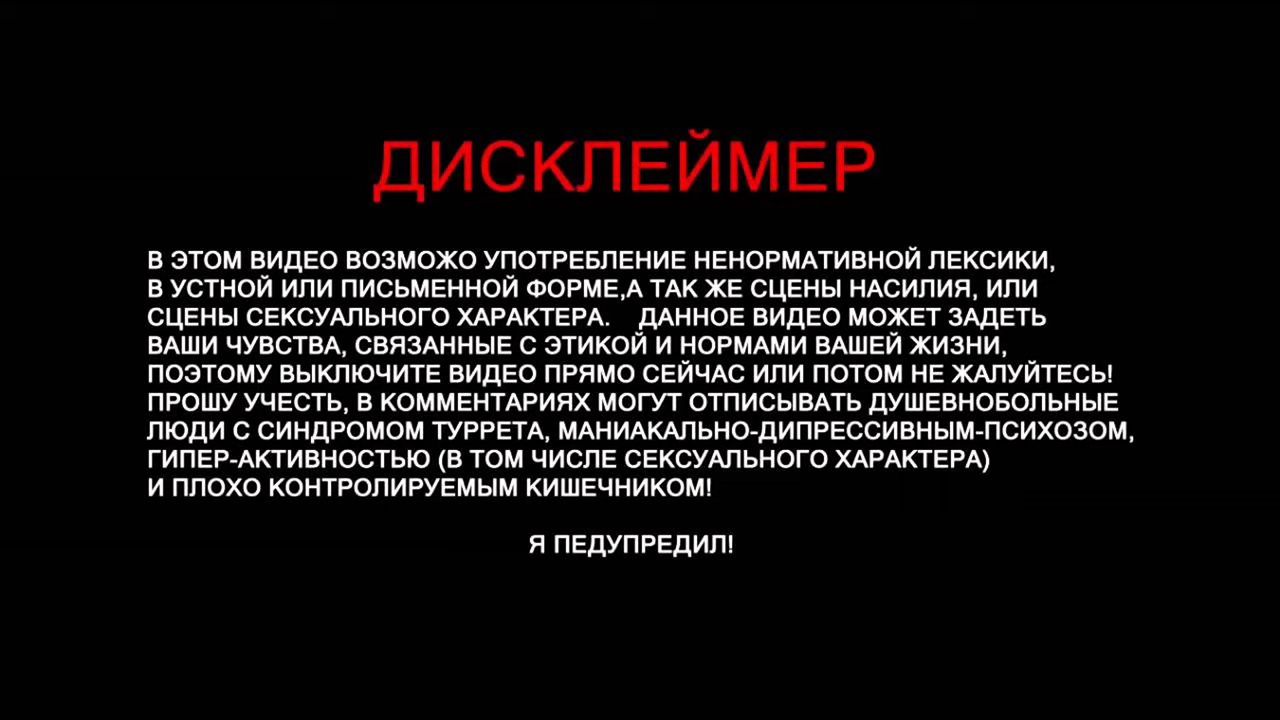 ДИСКЛЕЙМЕР
В ЭТОМ ВИДЕО ВОЗМОЖО УПОТРЕБЛЕНИЕ НЕНОРМАТИВНОЙ ЛЕКСИКИ,
В УСТНОЙ ИЛИ ПИСЬМЕННОЙ ФОРМЕ,А ТАК ЖЕ СЦЕНЫ НАСИЛИЯ, ИЛИ
СЦЕНЫ СЕКСУАЛЬНОГО ХАРАКТЕРА. ДАННОЕ ВИДЕО МОЖЕТ ЗАДЕТЬ
ВАШИ ЧУВСТВА, СВЯЗАННЫЕ С ЭТИКОЙ И НОРМАМИ ВАШЕЙ ЖИЗНИ,
ПОЭТОМУ ВЫКЛЮЧИТЕ ВИДЕО ПРЯМО СЕЙЧАС ИЛИ ПОТОМ НЕ ЖАЛУЙТЕСЬ!
ПРОШУ УЧЕСТЬ, В КОММЕНТАРИЯХ МОГУТ ОТПИСЫВАТЬ ДУШЕВНОБОЛЬНЫЕ
ЛЮДИ С СИНДРОМОМ ТУРРЕТА, МАНИАКАЛЬНО-ДИПРЕССИВНЫМ-ПСИХОЗОМ,
ГИПЕР-АКТИВНОСТЬЮ (В ТОМ ЧИСЛЕ СЕКСУАЛЬНОГО ХАРАКТЕРА)
И ПЛОХО КОНТРОЛИРУЕМЫМ КИШЕЧНИКОМ!
Я ПЕДУПРЕДИЛ!